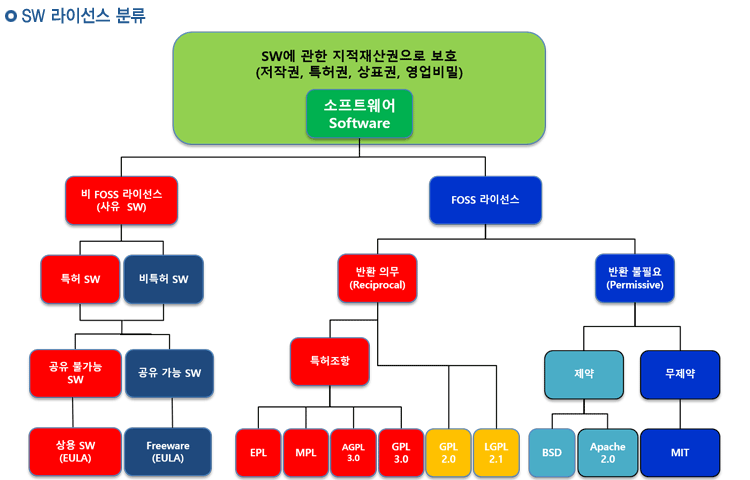 SW 라이선스 분류
SW에 관한 지적재산권으로 보호
(저작권, 특허권, 상표권, 영업비밀)
소프트웨어
Software
비 FOSS 라이선스
(사유 SW)
FOSS 라이선스
특허 SW
비특허 SW
반환 의무
(Reciprocal)
반환 불필요
(Permissive)
공유 불가능
SW
공유 가능 SW
특허조항
제약
무제약
상용 SW
(EULA)
Freeware
(EULA)
EPL
MPL
AGPL
3.0
GPL
3.0
GPL
2.0
LGPL
2.1
BSD
Apache
2.0
MIT